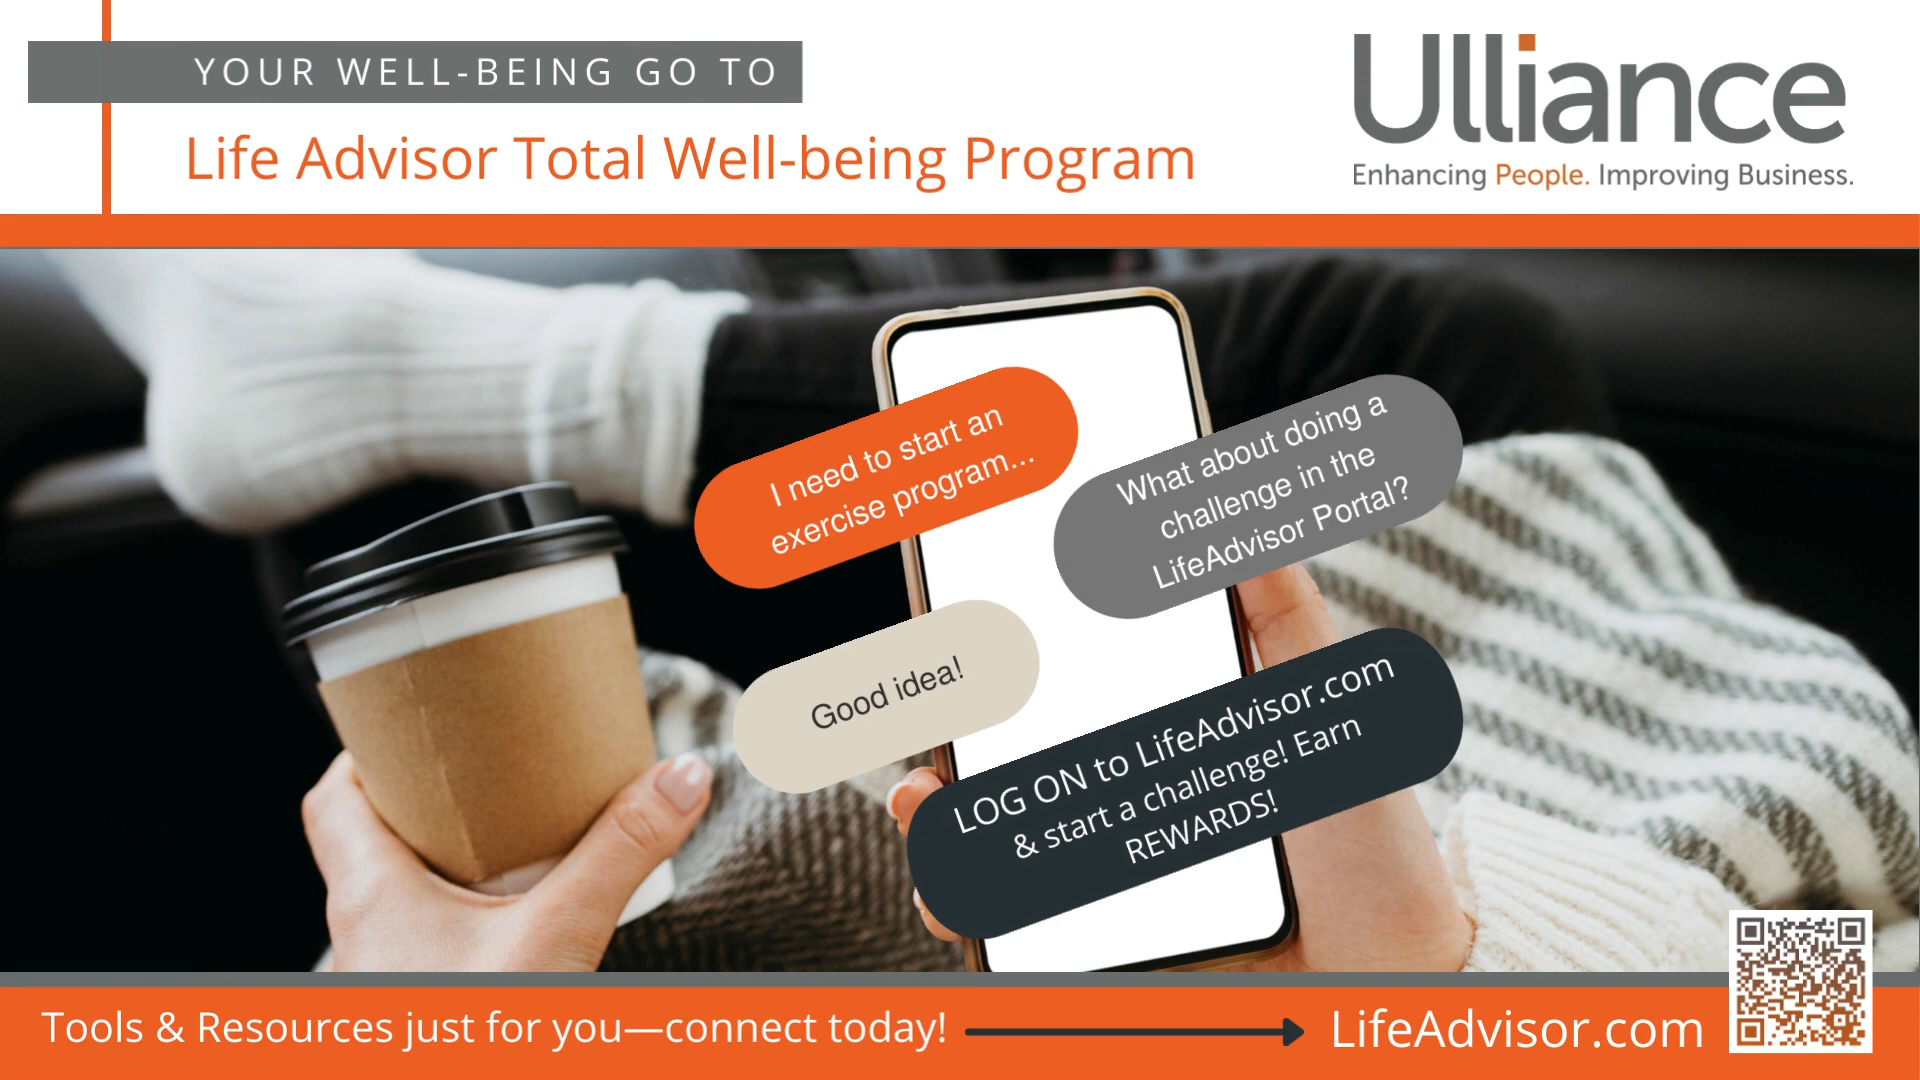 YOUR WELL-BEING GO TO
Life Advisor Total Well-being Program
Ulliance
Enhancing People. Improving Business.
I need to start an
exercise program...
What about doing a
challenge in the
LifeAdvisor Portal?
Good idea!
LOG ON to LifeAdvisor.com
& start a challenge! Earn
REWARDS!
Tools & Resources just for you—connect today!
LifeAdvisor.com